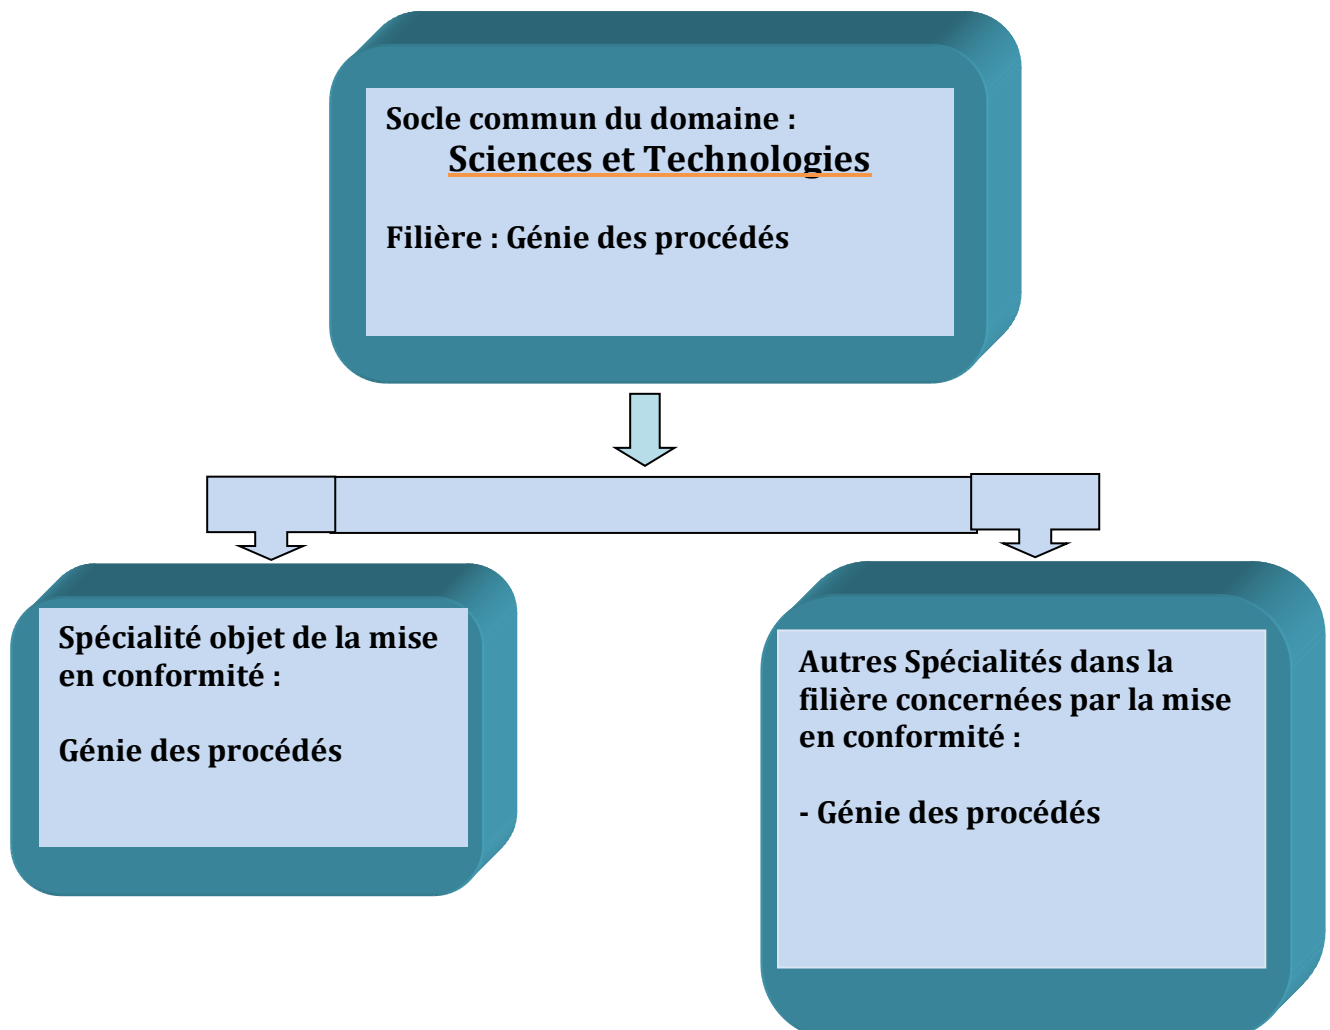 Socle commun du domaine :
Sciences et Technologies
Filière : Génie des procédés
Spécialité objet de la mise
en conformité :
Génie des procédés
Autres Spécialités dans la
filière concernées par la mise
en conformité :
- Génie des procédés